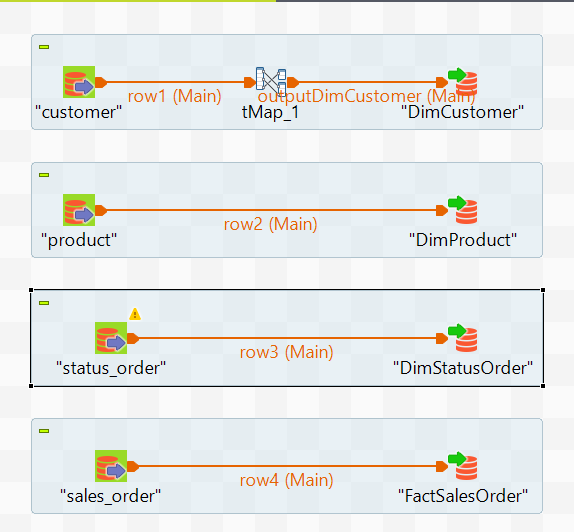 row1 (Main)
outputDimCustomer (Main)
"customer"
tMap_1
"DimCustomer"
row2 (Main)
"product"
"DimProduct"
row3 (Main)
"status_order"
"DimStatusOrder"
row4 (Main)
"sales_order"
"FactSalesOrder"